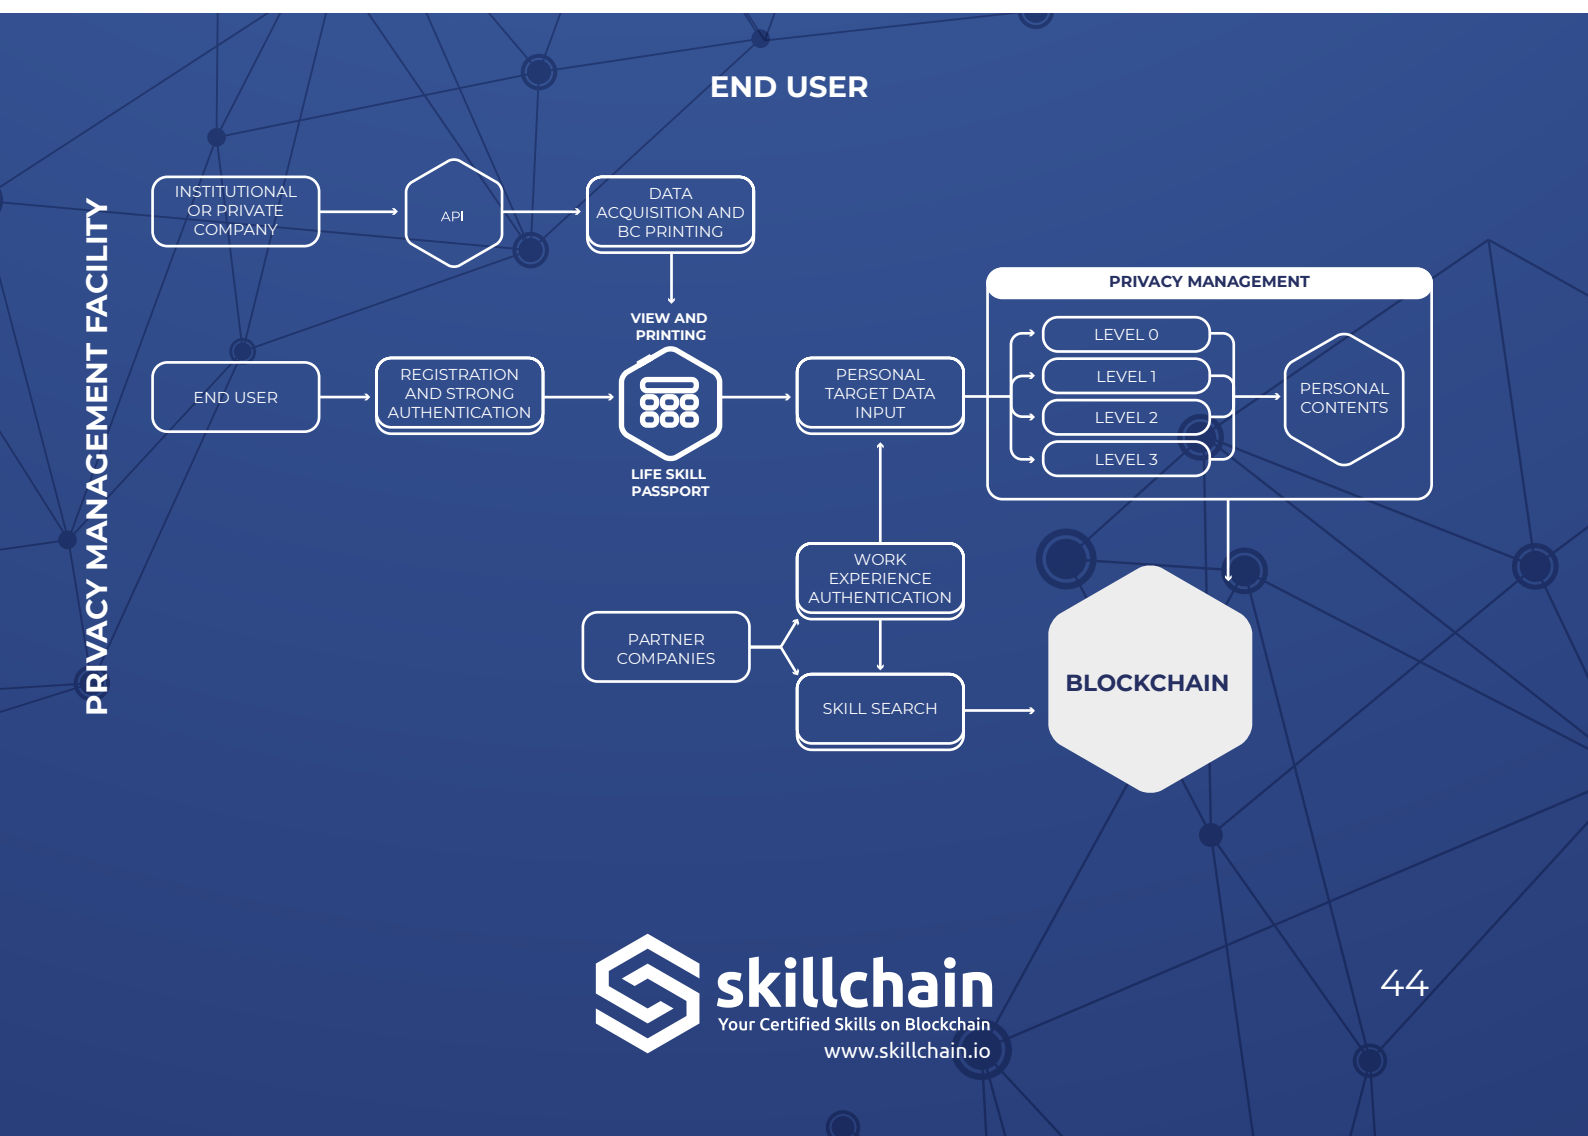 END USER
PRIVACY MANAGEMENT FACILITY
INSTITUTIONAL
OR PRIVATE
COMPANY
API
DATA
ACQUISITION AND
BC PRINTING
VIEW AND
PRINTING
END USER
REGISTRATION
AND STRONG
AUTHENTICATION
LIFE SKILL
PASSPORT
PERSONAL
TARGET DATA
INPUT
PRIVACY MANAGEMENT
LEVEL 0
LEVEL 1
LEVEL 2
LEVEL 3
PERSONAL
CONTENTS
WORK
EXPERIENCE
AUTHENTICATION
PARTNER
COMPANIES
SKILL SEARCH
BLOCKCHAIN
skillchain
Your Certified Skills on Blockchain
www.skillchain.io
44